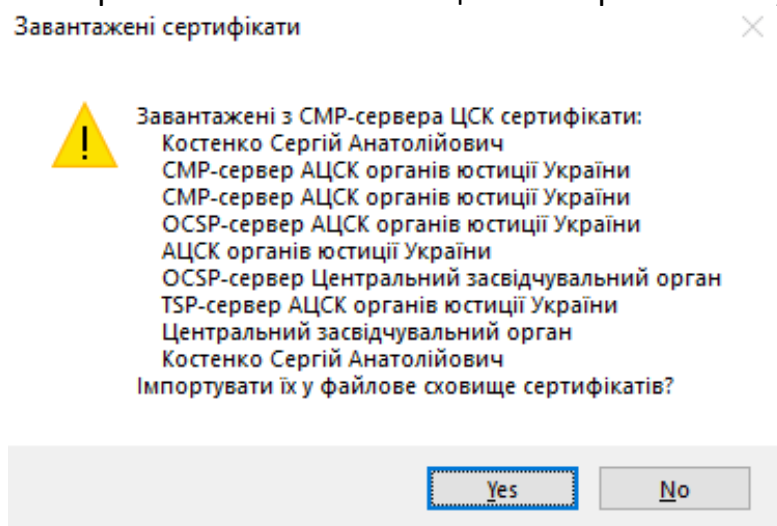 Завантажені сертифікати
Завантажені з CMP-сервера ЦСК сертифікати:
Костенко Сергій Анатолійович
CMP-сервер АЦСК органів юстиції України
CMP-сервер АЦСК органів юстиції України
OCSP-сервер АЦСК органів юстиції України
АЦСК органів юстиції України
OCSP-сервер Центральний засвідчувальний орган
TSP-сервер АЦСК органів юстиції України
Центральний засвідчувальний орган
Костенко Сергій Анатолійович
Імпортувати їх у файлове сховище сертифікатів?
Yes
No